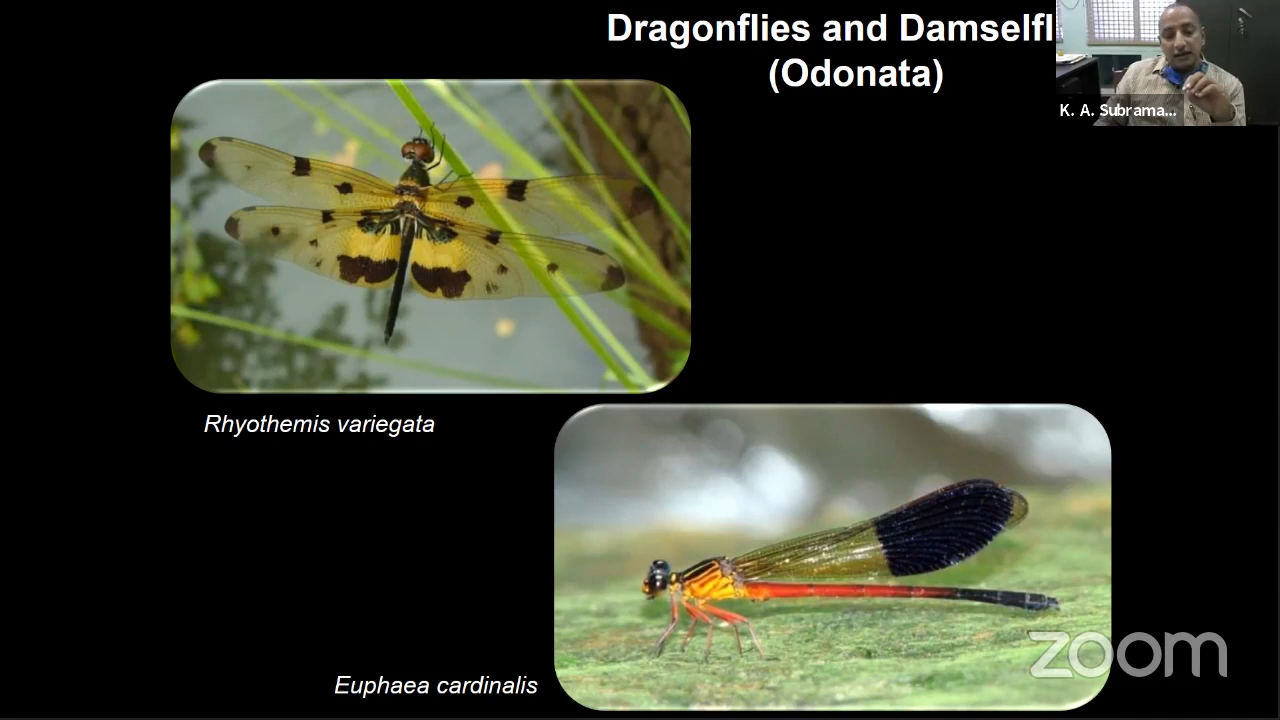 Dragonflies and Damselfl
(Odonata)
K. A. Subrama...
Rhyothemis variegata
Euphaea cardinalis
zoom